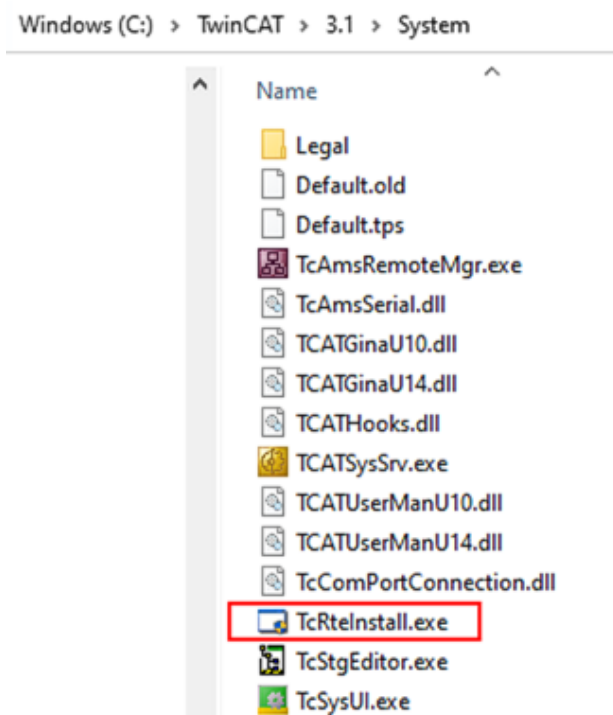 Windows (C:) > TwinCAT > 3.1 > System
Name
Legal
Default.old
Default.tps
TcAmsRemoteMgr.exe
TcAmsSerial.dll
TCATGinaU10.dll
TCATGinaU14.dll
TCATHooks.dll
TCATSysSrv.exe
TCATUserManU10.dll
TCATUserManU14.dll
TcComPortConnection.dll
TcRteInstall.exe
TcStgEditor.exe
TcSysUI.exe